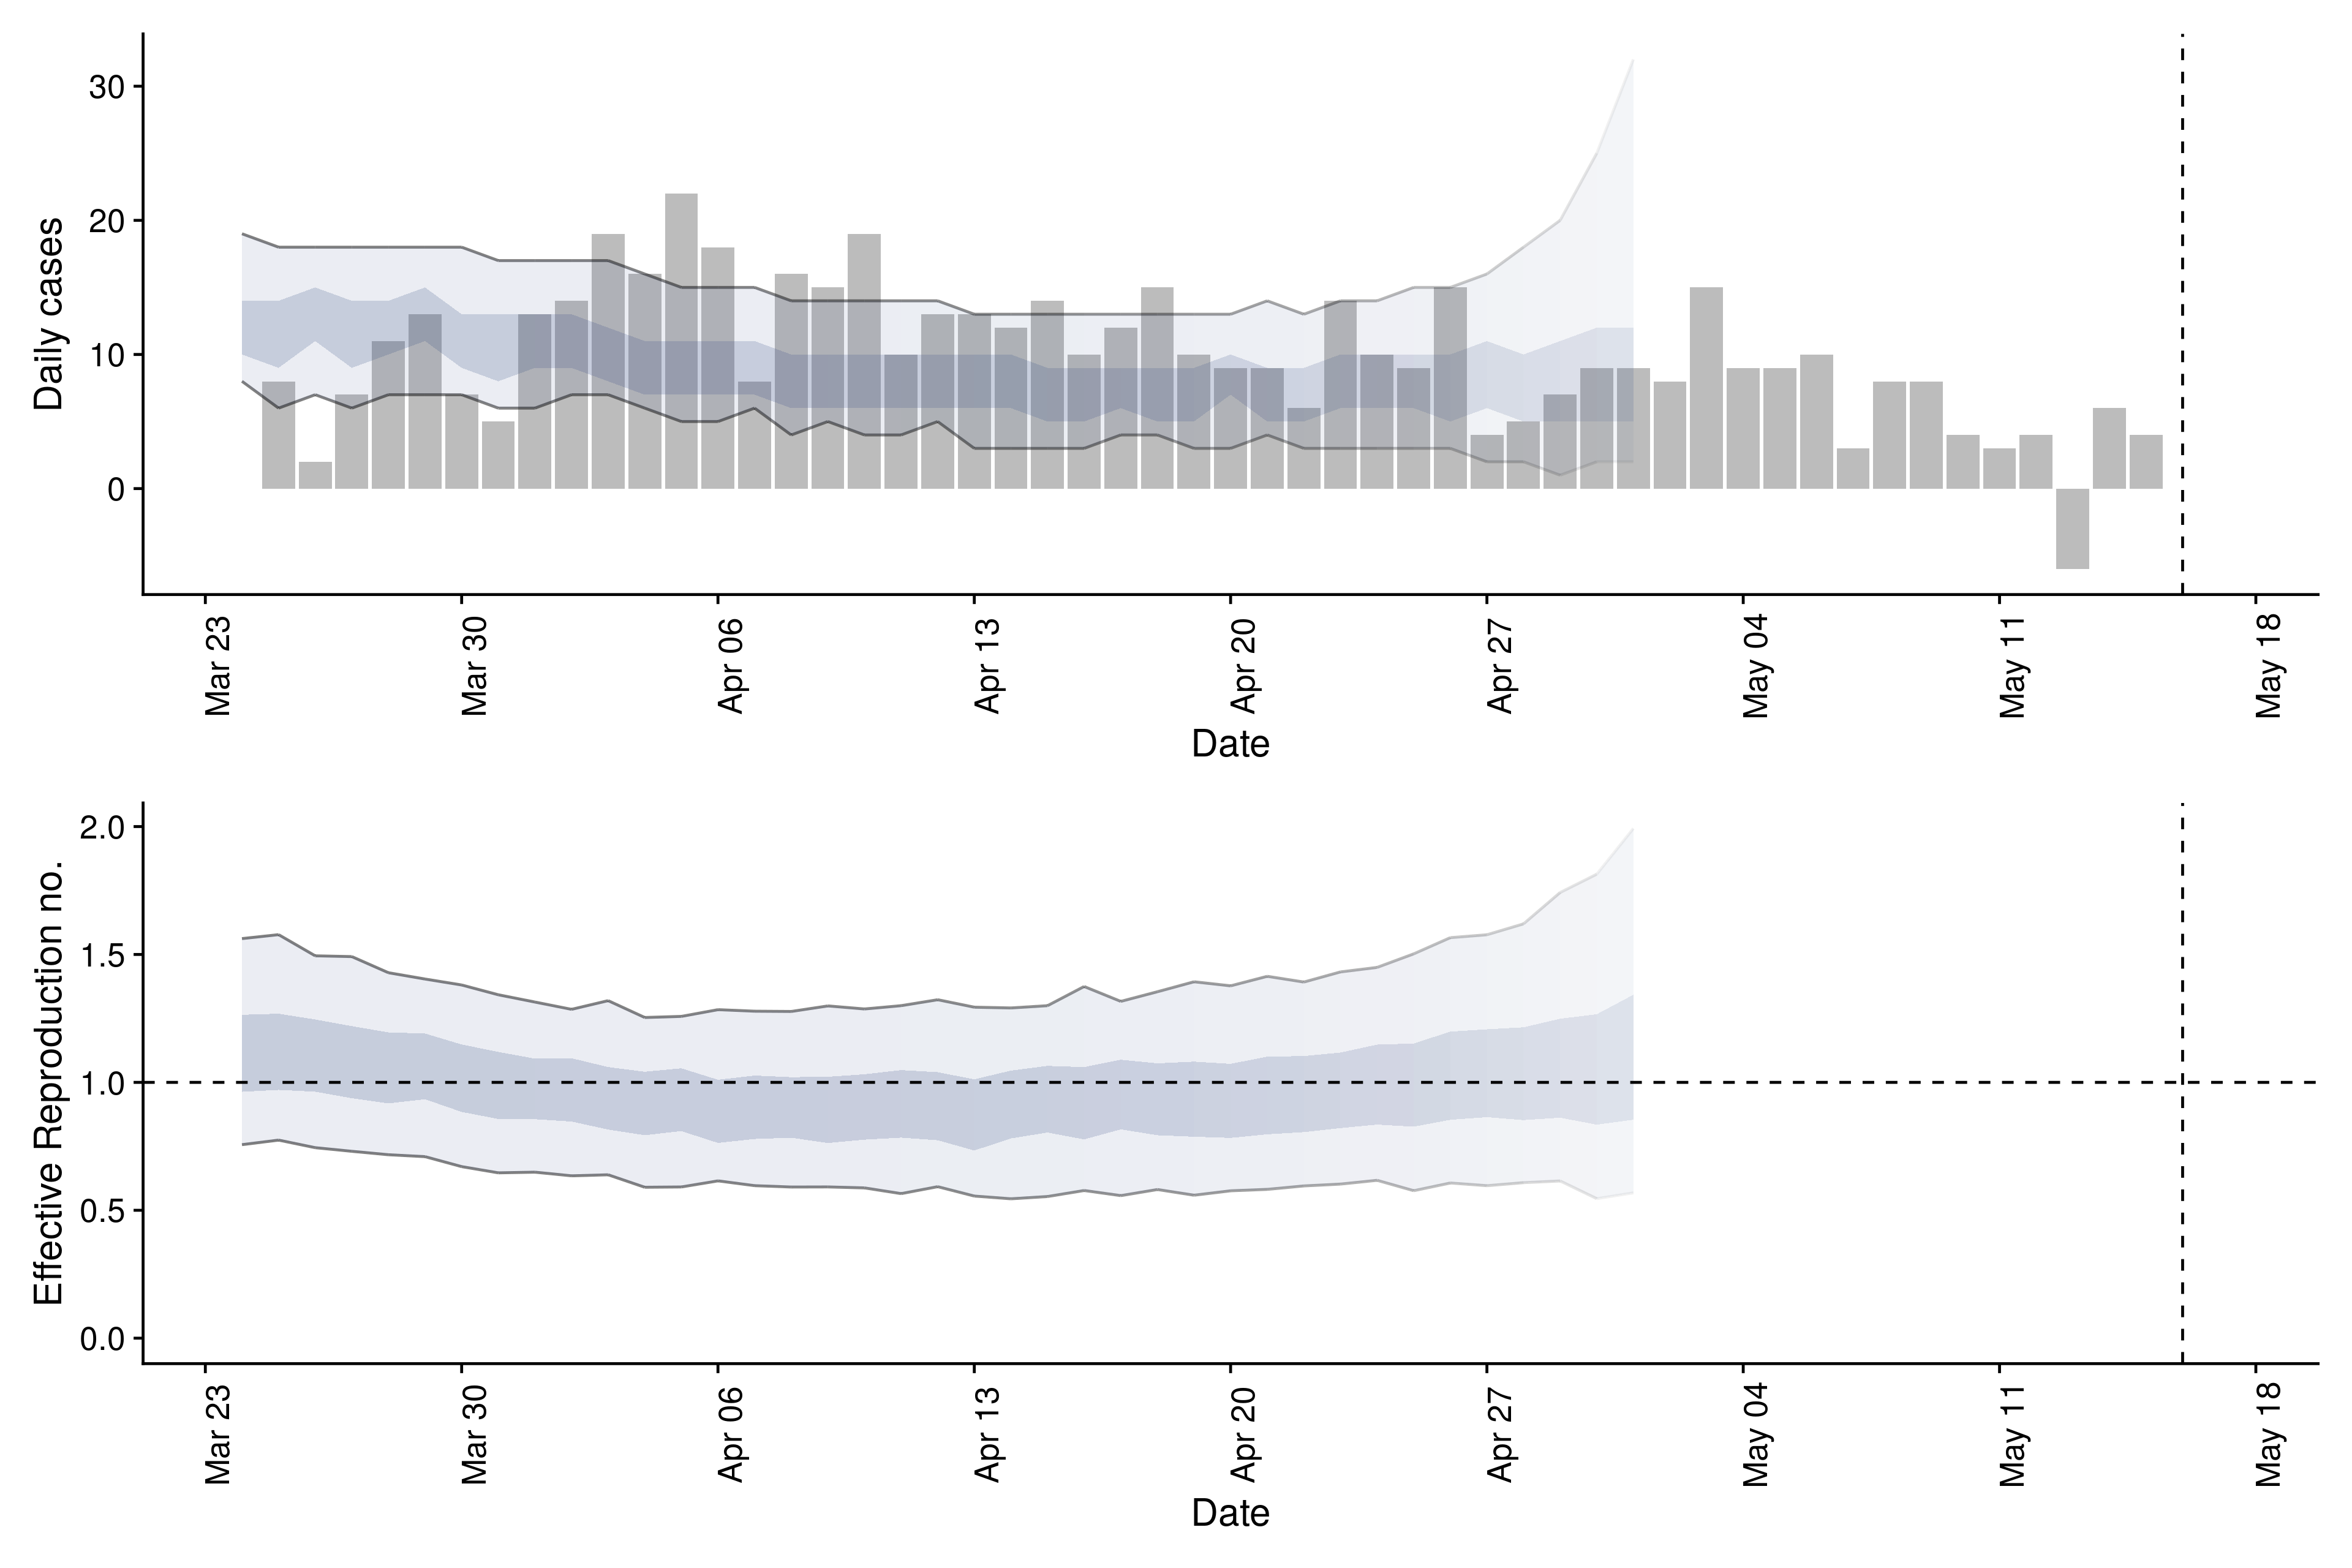 Daily cases
30
20
10
0
Mar 23
Mar 30
Apr 06
Apr 13
Apr 20
Apr 27
May 04
May 11
May 18
Date
Effective Reproduction no.
2.0
1.5
1.0
0.5
0.0
Mar 23
Mar 30
Apr 06
Apr 13
Apr 20
Apr 27
May 04
May 11
May 18
Date